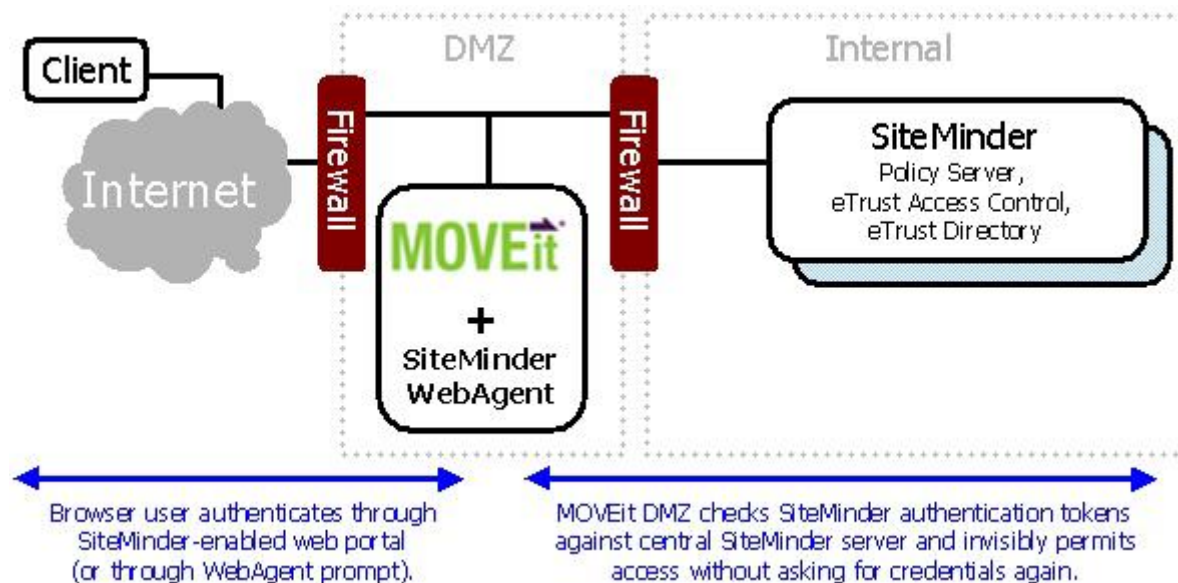 DMZ
Internal
Client
Internet
Firewall
Firewall
MOVEit
+
SiteMinder
WebAgent
SiteMinder
Policy Server,
eTrust Access Control,
eTrust Directory
Browser user authenticates through
SiteMinder-enabled web portal
(or through WebAgent prompt).
MOVEit DMZ checks SiteMinder authentication tokens
against central SiteMinder server and invisibly permits
access without asking for credentials again.